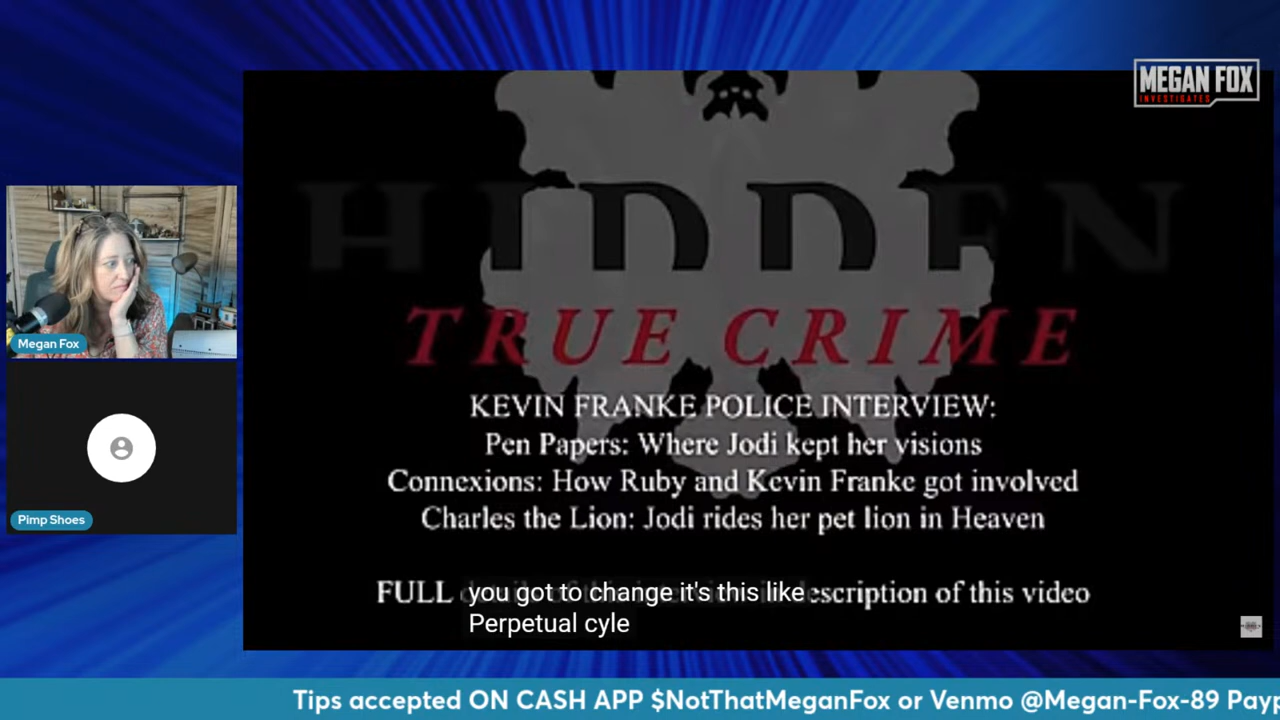 MEGAN FOX
INVESTIGATES
HIDDEN
TRUE CRIME
KEVIN FRANKE POLICE INTERVIEW:
Pen Papers: Where Jodi kept her visions
Connexions: How Ruby and Kevin Franke got involved
Charles the Lion: Jodi rides her pet lion in Heaven
FULL escription of this video
you got to change it's this like
Perpetual cyle
Megan Fox
Pimp Shoes
Tips accepted ON CASH APP $NotThatMeganFox or Venmo @Megan-Fox-89 Payp